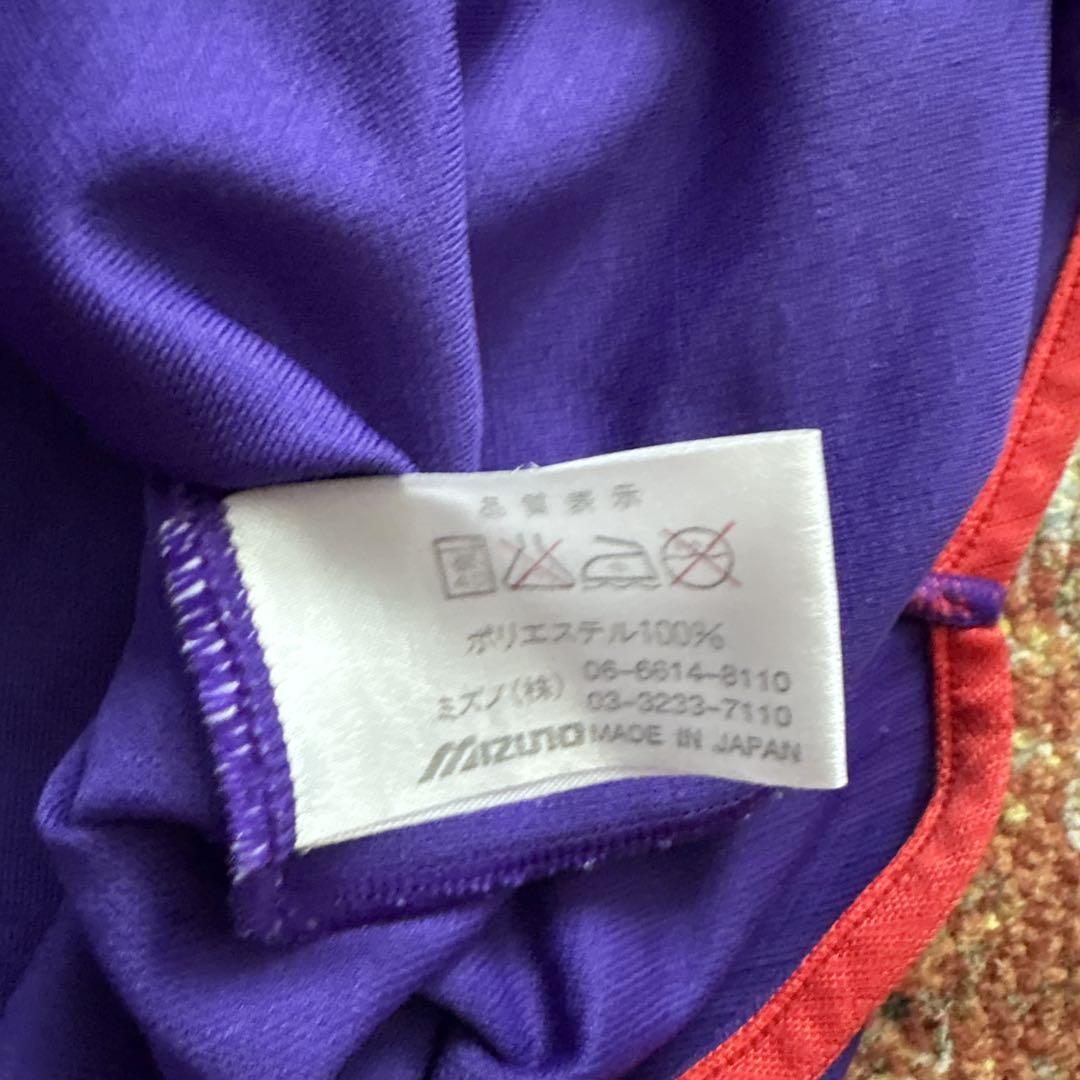 品質表示
ポリエステル100%
06-6614-8110
ミズノ(株) 03-3233-7110
Mizuno MADE IN JAPAN